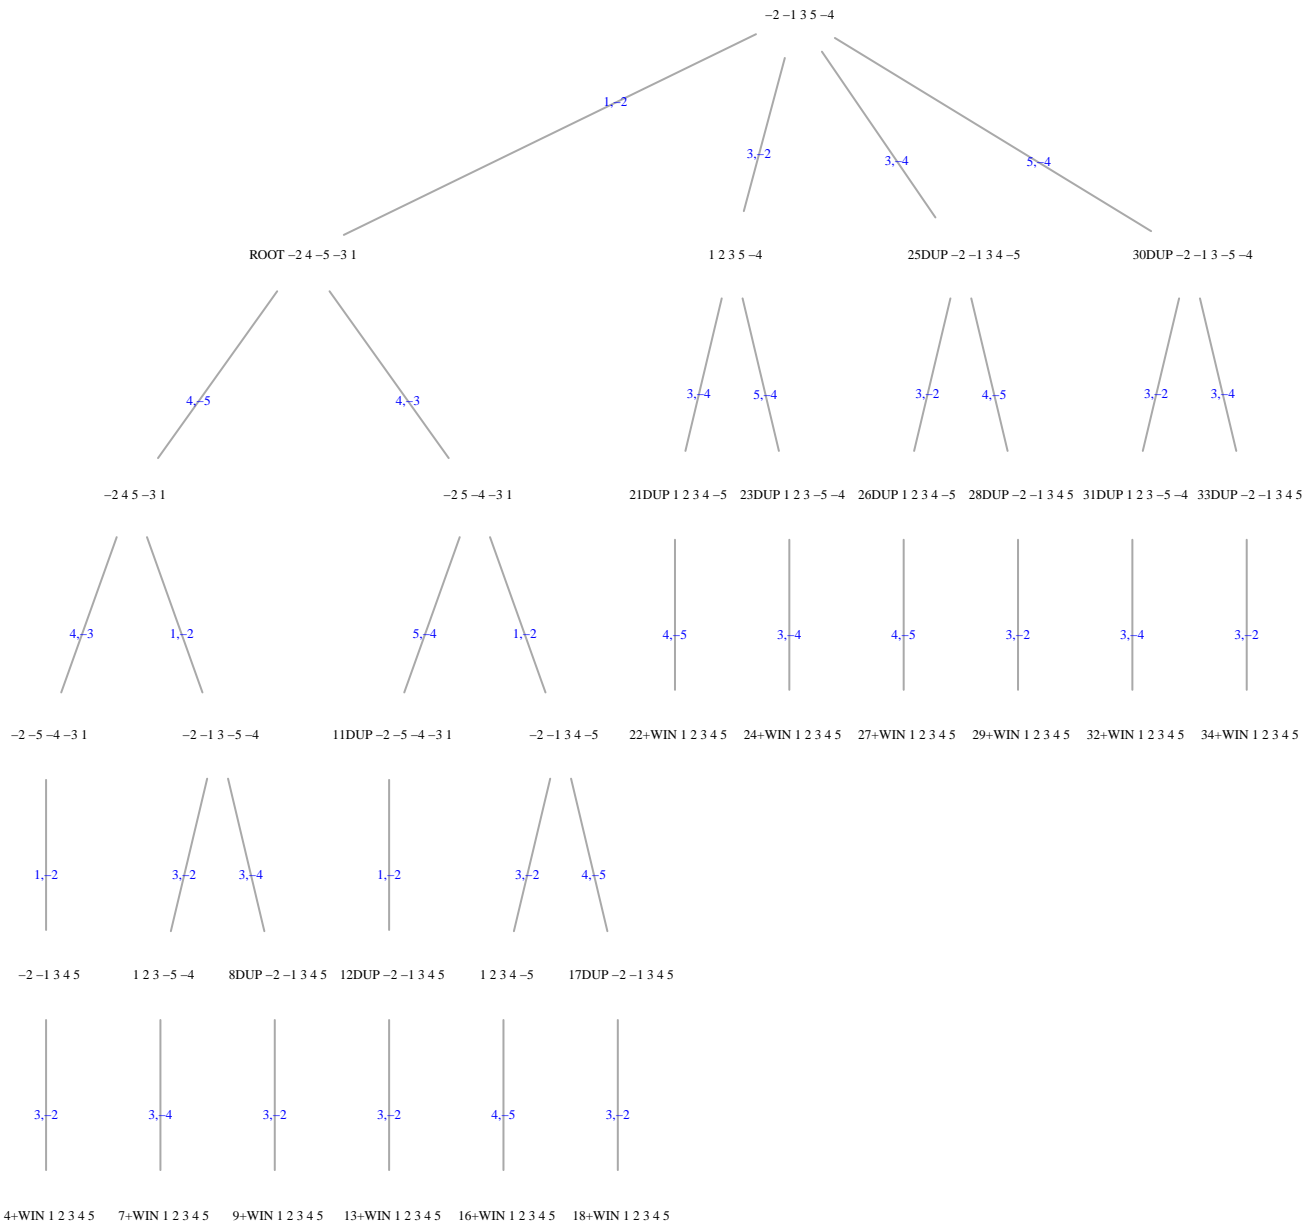 −2 −1 3 5 −4
1,−2
3,−2
3,−4
5,−4
ROOT −2 4 −5 −3 1
1 2 3 5 −4
25DUP −2 −1 3 4 −5
30DUP −2 −1 3 −5 −4
4,−5
4,−3
3,−4
5,−4
3,−2
4,−5
3,−2
3,−4
−2 4 5 −3 1
−2 5 −4 −3 1
21DUP 1 2 3 4 −5
23DUP 1 2 3 −5 −4
26DUP 1 2 3 4 −5
28DUP −2 −1 3 4 5
31DUP 1 2 3 −5 −4
33DUP −2 −1 3 4 5
4,−3
1,−2
5,−4
1,−2
4,−5
3,−4
4,−5
3,−2
3,−4
3,−2
−2 −5 −4 −3 1
−2 −1 3 −5 −4
11DUP −2 −5 −4 −3 1
−2 −1 3 4 −5
22+WIN 1 2 3 4 5
24+WIN 1 2 3 4 5
27+WIN 1 2 3 4 5
29+WIN 1 2 3 4 5
32+WIN 1 2 3 4 5
34+WIN 1 2 3 4 5
1,−2
3,−2
3,−4
1,−2
3,−2
4,−5
−2 −1 3 4 5
1 2 3 −5 −4
8DUP −2 −1 3 4 5
12DUP −2 −1 3 4 5
1 2 3 4 −5
17DUP −2 −1 3 4 5
3,−2
3,−4
3,−2
3,−2
4,−5
3,−2
4+WIN 1 2 3 4 5
7+WIN 1 2 3 4 5
9+WIN 1 2 3 4 5
13+WIN 1 2 3 4 5
16+WIN 1 2 3 4 5
18+WIN 1 2 3 4 5